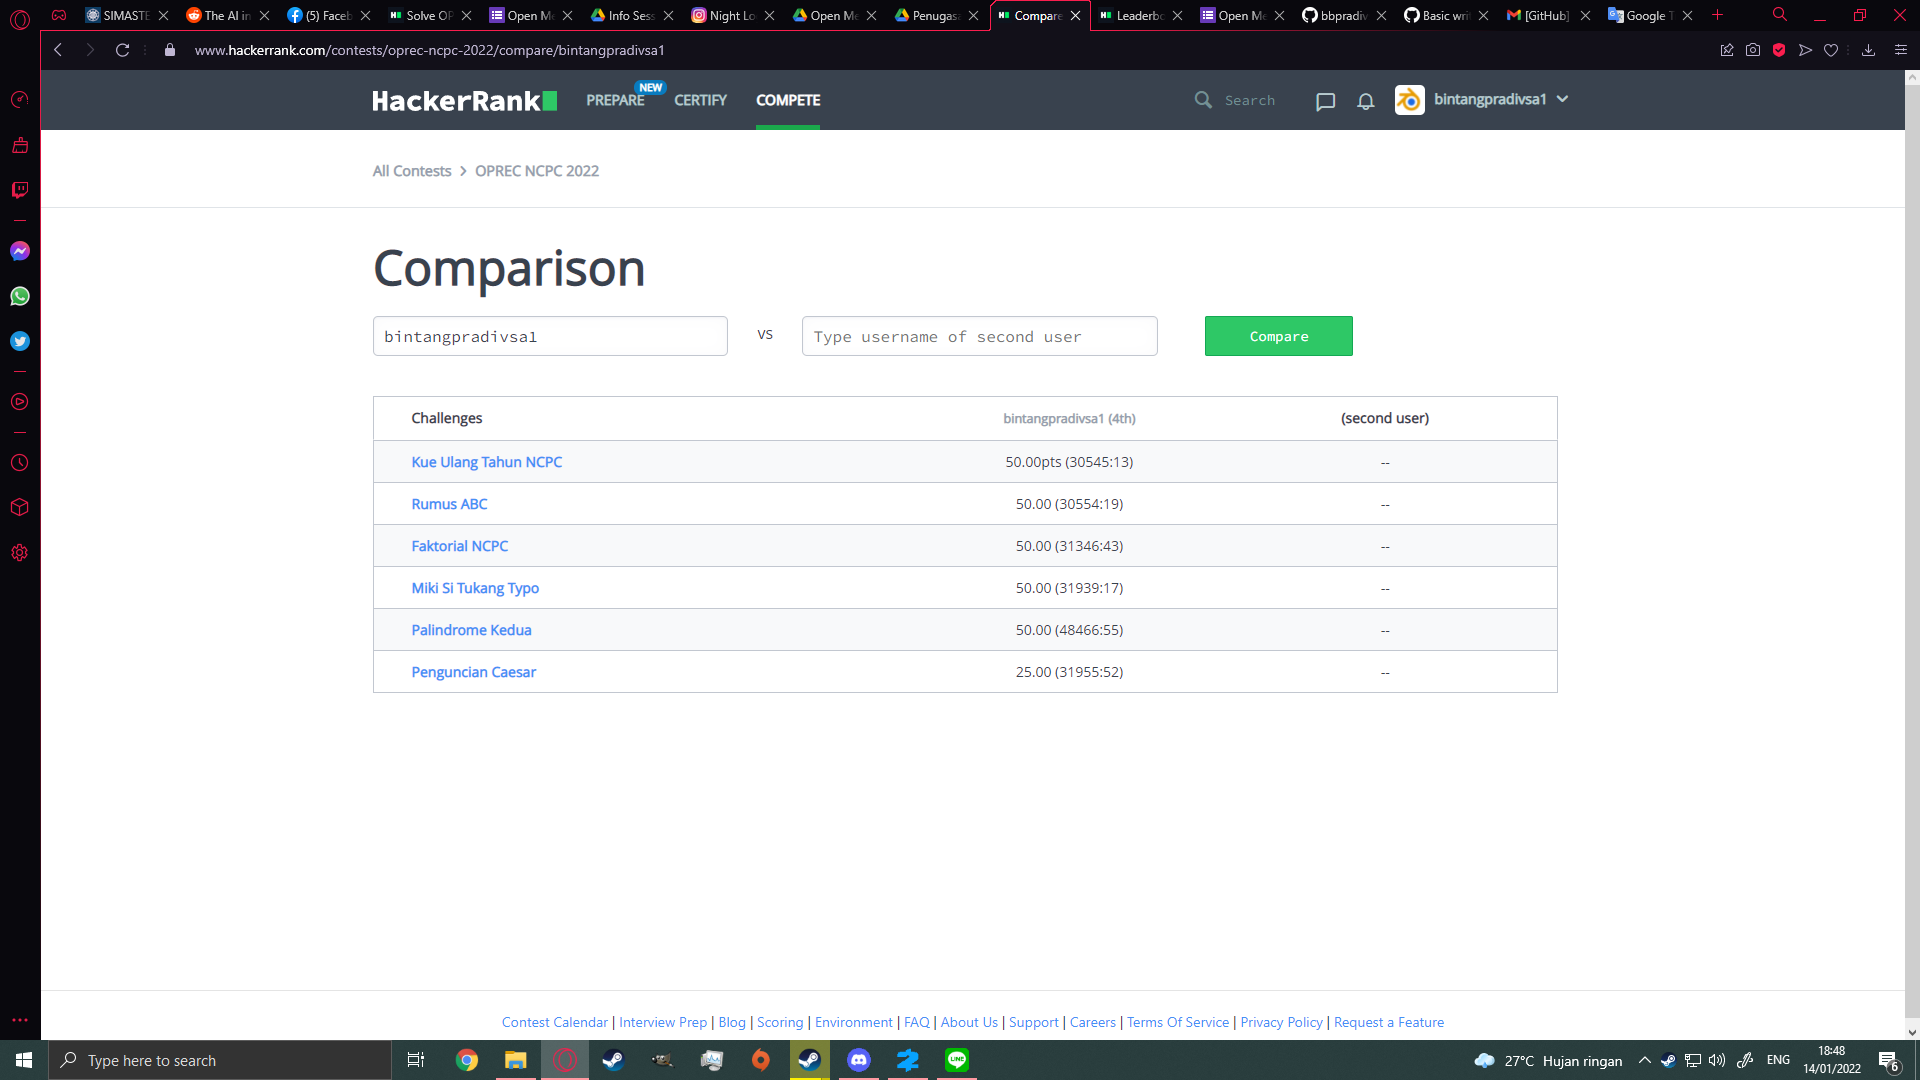 SIMASTE
The AI in
(5) Faceb
Solve OP
Open Me
Info Sess
Night Lo
Open Me
Penugas
Compare
Leaderbo
Open Me
bbpradiv
Basic wri
[GitHub]
Google T
www.hackerrank.com/contests/oprec-ncpc-2022/compare/bintangpradivsa1
HackerRank PREPARE NEW CERTIFY COMPETE Search bintangpradivsa1
All Contests > OPREC NCPC 2022
Comparison
bintangpradivsa1 VS Type username of second user Compare
Challenges bintangpradivsa1 (4th) (second user)
Kue Ulang Tahun NCPC 50.00pts (30545:13) --
Rumus ABC 50.00 (30554:19) --
Faktorial NCPC 50.00 (31346:43) --
Miki Si Tukang Typo 50.00 (31939:17) --
Palindrome Kedua 50.00 (48466:55) --
Penguncian Caesar 25.00 (31955:52) --
Contest Calendar | Interview Prep | Blog | Scoring | Environment | FAQ | About Us | Support | Careers | Terms Of Service | Privacy Policy | Request a Feature
Type here to search
LINE
27°C Hujan ringan
ENG
18:48
14/01/2022
6